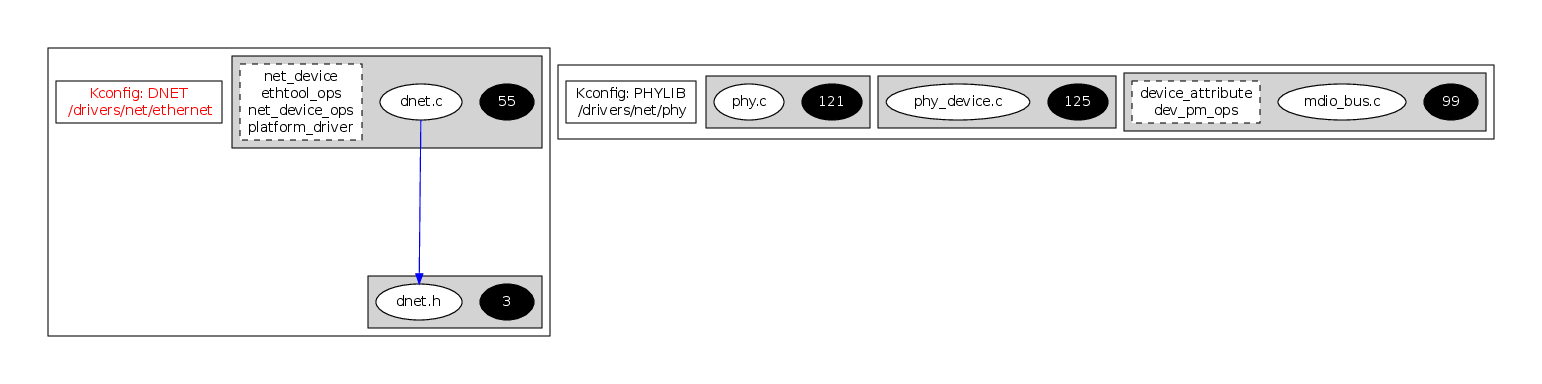 Kconfig: DNET
/drivers/net/ethernet
net_device
ethtool_ops
net_device_ops
platform_driver
dnet.c
55
dnet.h
3
Kconfig: PHYLIB
/drivers/net/phy
phy.c
121
phy_device.c
125
device_attribute
dev_pm_ops
mdio_bus.c
99